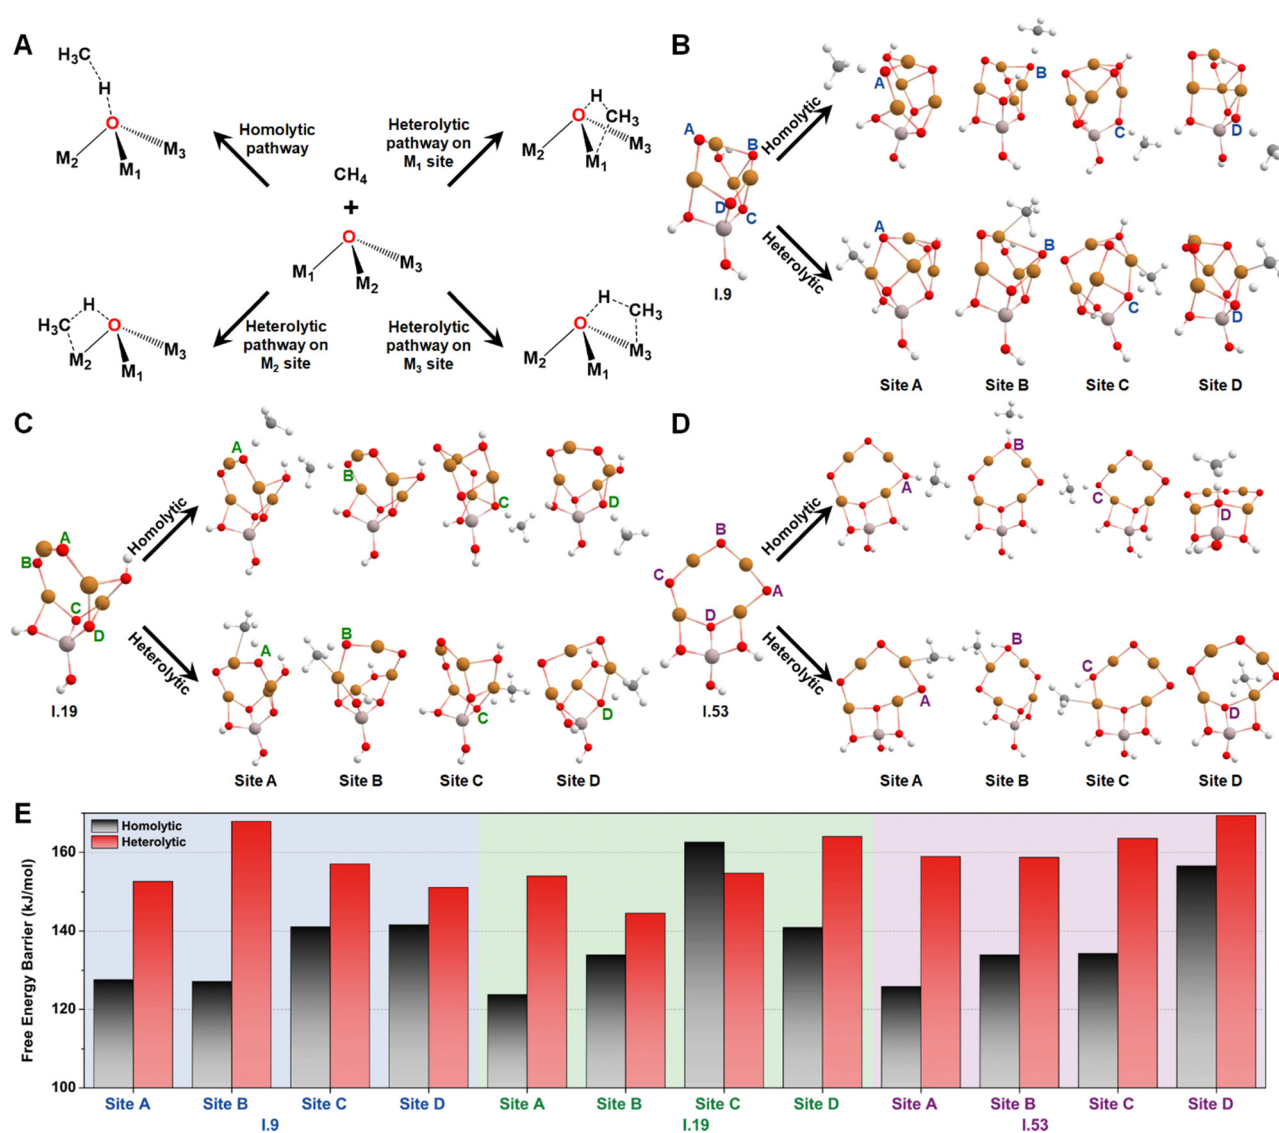 A
H₃C
H
O
M₂
M₁
M₃
Homolytic
pathway
Heterolytic
pathway on
M₁ site
H
O
CH₃
M₂
M₁
M₃
CH₄
+
O
M₁
M₂
M₃
H₃C
H
O
M₂
M₁
M₃
Heterolytic
pathway on
M₂ site
Heterolytic
pathway on
M₃ site
H
O
CH₃
M₂
M₁
M₃
B
A
B
D
C
I.9
Homolytic
Heterolytic
A
B
C
D
A
B
C
D
Site A
Site B
Site C
Site D
C
A
B
C
D
I.19
Homolytic
Heterolytic
A
B
C
D
A
B
C
D
Site A
Site B
Site C
Site D
D
B
C
A
D
I.53
Homolytic
Heterolytic
A
B
C
D
A
B
C
D
Site A
Site B
Site C
Site D
E
Homolytic
Heterolytic
Free Energy Barrier (kJ/mol)
160
140
120
100
Site A Site B Site C Site D Site A Site B Site C Site D Site A Site B Site C Site D
I.9 I.19 I.53